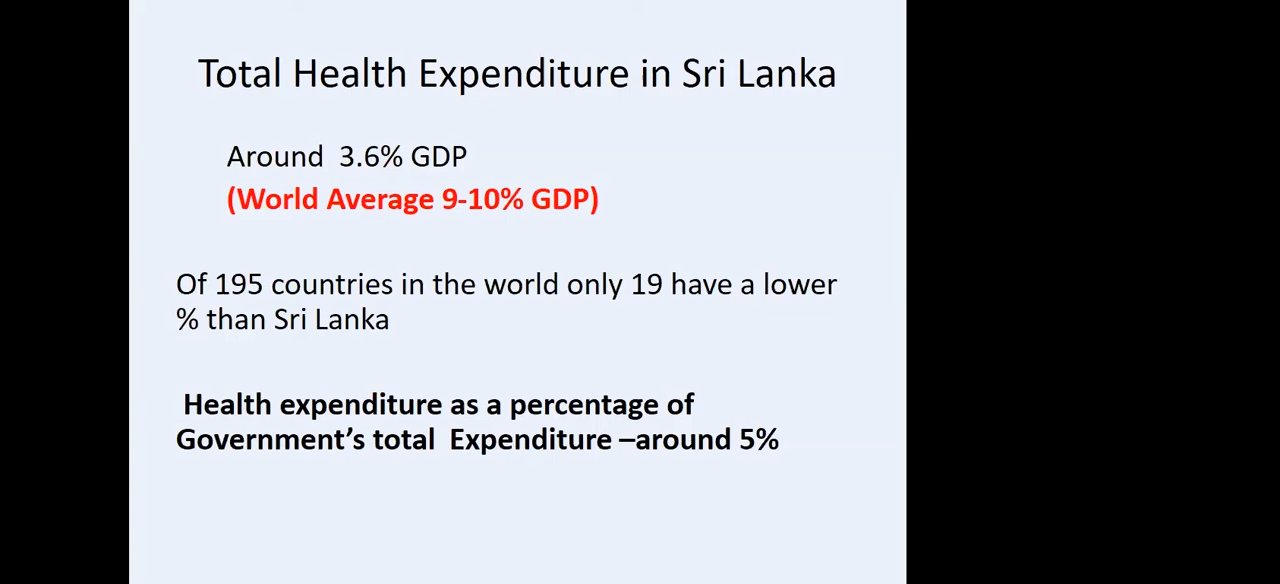 Total Health Expenditure in Sri Lanka
Around 3.6% GDP
(World Average 9-10% GDP)
Of 195 countries in the world only 19 have a lower
% than Sri Lanka
Health expenditure as a percentage of
Government’s total Expenditure –around 5%